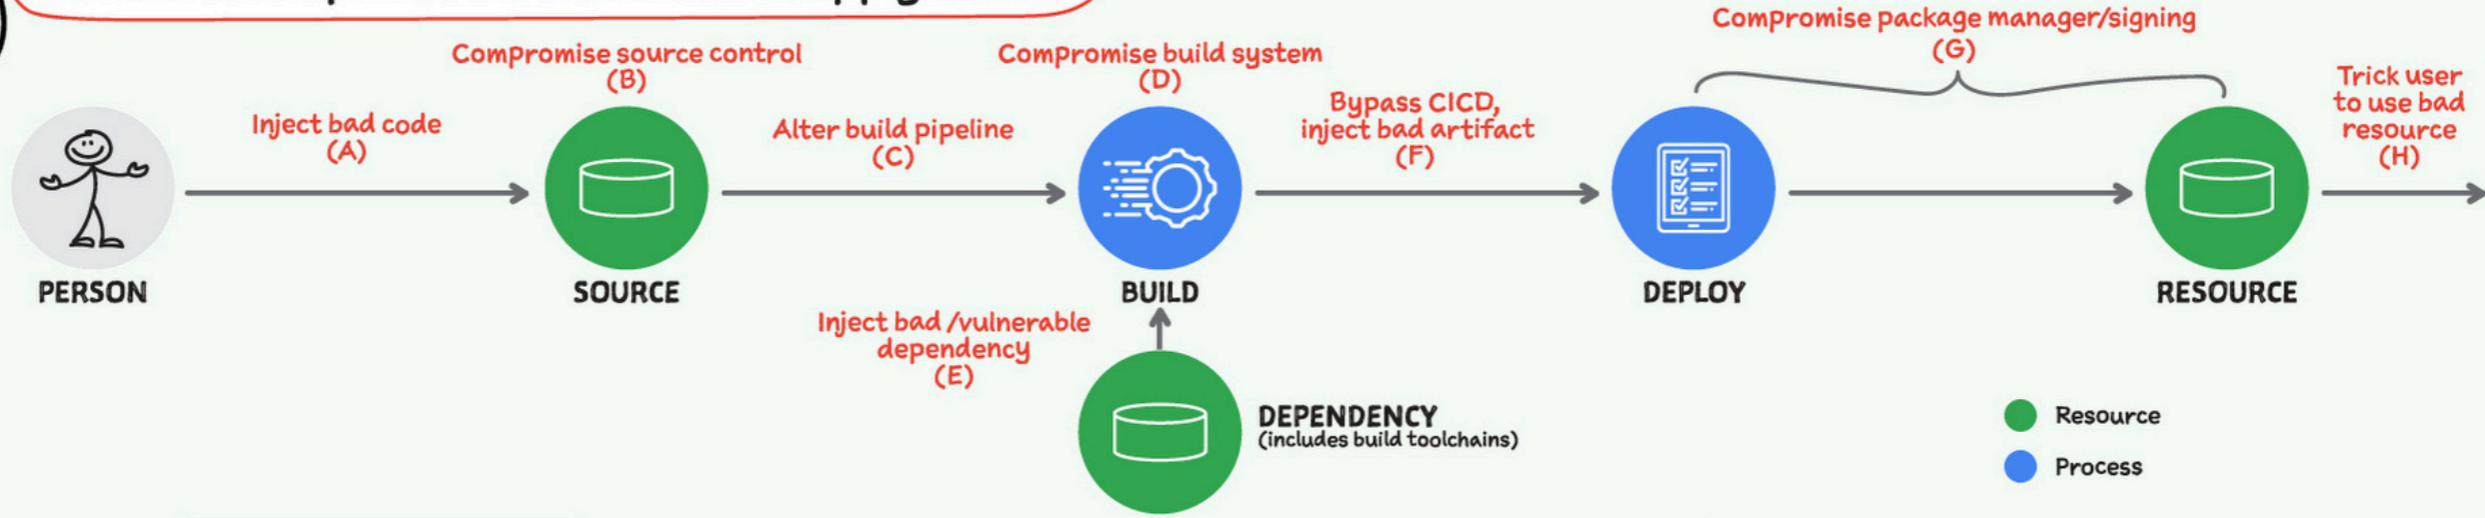 Compromise package manager/signing
(G)
Compromise source control
(B)
Compromise build system
(D)
Trick user
to use bad
resource
(H)
Inject bad code
(A)
Alter build pipeline
(C)
Bypass CICD,
inject bad artifact
(F)
PERSON
SOURCE
BUILD
DEPLOY
RESOURCE
Inject bad /vulnerable
dependency
(E)
DEPENDENCY
(includes build toolchains)
Resource
Process